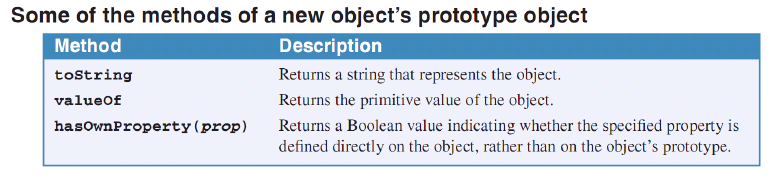 Some of the methods of a new object's prototype object
Method Description
toString Returns a string that represents the object.
valueOf Returns the primitive value of the object.
hasOwnProperty(prop) Returns a Boolean value indicating whether the specified property is
defined directly on the object, rather than on the object's prototype.